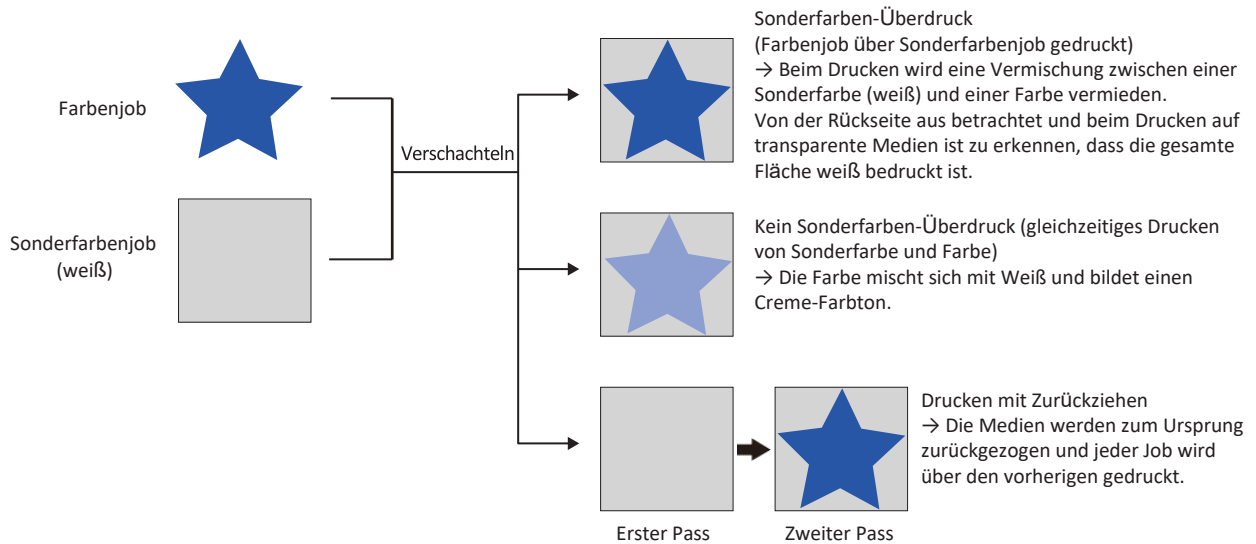 Farbenjob
Sonderfarbenjob
(weiß)
Verschachteln
Sonderfarben-Überdruck
(Farbenjob über Sonderfarbenjob gedruckt)
→ Beim Drucken wird eine Vermischung zwischen einer
Sonderfarbe (weiß) und einer Farbe vermieden.
Von der Rückseite aus betrachtet und beim Drucken auf
transparente Medien ist zu erkennen, dass die gesamte
Fläche weiß bedruckt ist.
Kein Sonderfarben-Überdruck (gleichzeitiges Drucken
von Sonderfarbe und Farbe)
→ Die Farbe mischt sich mit Weiß und bildet einen
Creme-Farbton.
Drucken mit Zurückziehen
→ Die Medien werden zum Ursprung
zurückgezogen und jeder Job wird
über den vorherigen gedruckt.
Erster Pass
Zweiter Pass